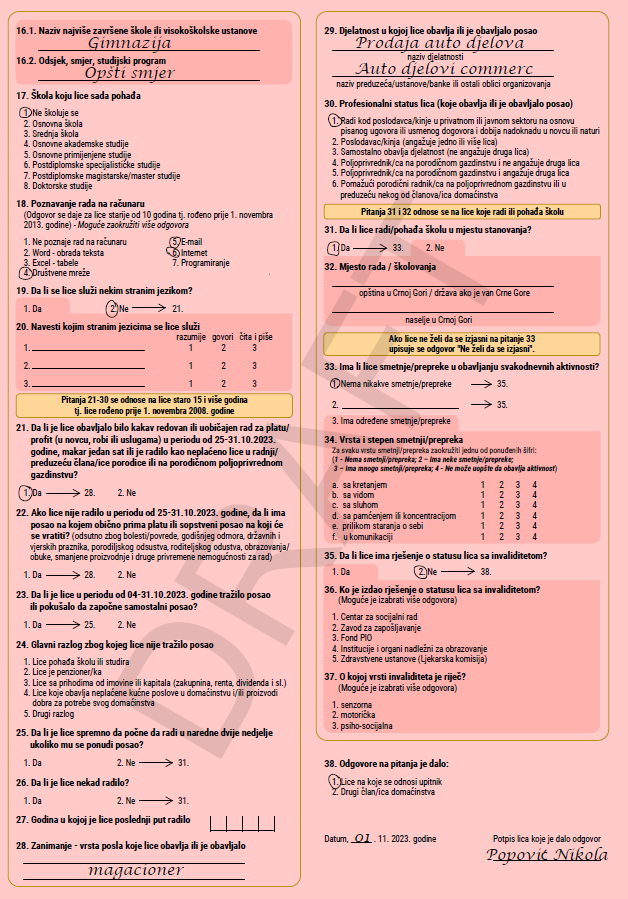 16.1. Naziv najviše završene škole ili visokoškolske ustanove
Gimnazija
16.2. Odsjek, smjer, studijski program
Opšti smjer
17. Škola koju lice sada pohađa
1. Ne školuje se
2. Osnovna škola
3. Srednja škola
4. Osnovne akademske studije
5. Osnovne primijenjene studije
6. Postdiplomske specijalističke studije
7. Postdiplomske magistarske/master studije
8. Doktorske studije
18. Poznavanje rada na računaru
(Odgovor se daje za lice starije od 10 godina tj. rođeno prije 1. novembra
2013. godine) - Moguće zaokružiti više odgovora
1. Ne poznaje rad na računaru 5. E-mail
2. Word - obrada teksta 6. Internet
3. Excel - tabele 7. Programiranje
4. Društvene mreže
19. Da li se lice služi nekim stranim jezikom?
1. Da 2. Ne 21.
20. Navesti kojim stranim jezicima se lice služi
razumije govori čita i piše
1. 1 2 3
2. 1 2 3
3. 1 2 3
Pitanja 21-30 se odnose na lice staro 15 i više godina
tj. lice rođeno prije 1. novembra 2008. godine
21. Da li je lice obavljalo bilo kakav redovan ili uobičajen rad za platu/
profit (u novcu, robi ili uslugama) u periodu od 25-31.10.2023.
godine, makar jedan sat ili je radilo kao neplaćeno lice u radnji/
preduzeću člana/ice porodice ili na porodičnom poljoprivrednom
gazdinstvu?
1. Da 28. 2. Ne
22. Ako lice nije radilo u periodu od 25-31.10.2023. godine, da li ima
posao na kojem obično prima platu ili sopstveni posao na koji će
se vratiti? (odsutno zbog bolesti/povrede, godišnjeg odmora, državnih i
vjerskih praznika, porodiljskog odsustva, roditeljskog odustva, obrazovanja/
obuke, smanjene proizvodnje i druge privremene nemogućnosti za rad)
1. Da 28. 2. Ne
23. Da li je lice u periodu od 04-31.10.2023. godine tražilo posao
ili pokušalo da započne samostalni posao?
1. Da 25. 2. Ne
24. Glavni razlog zbog kojeg lice nije tražilo posao
1. Lice pohađa školu ili studira
2. Lice je penzioner/ka
3. Lice sa prihodima od imovine ili kapitala (zakupnina, renta, dividenda i sl.)
4. Lice koje obavlja neplaćene kućne poslove u domaćinstvu i/ili proizvodi
dobra za potrebe svog domaćinstva
5. Drugi razlog
25. Da li je lice spremno da počne da radi u naredne dvije nedjelje
ukoliko mu se ponudi posao?
1. Da 2. Ne 31.
26. Da li je lice nekad radilo?
1. Da 2. Ne 31.
27. Godina u kojoj je lice posljednji put radilo
28. Zanimanje - vrsta posla koje lice obavlja ili je obavljalo
magacioner
29. Djelatnost u kojoj lice obavlja ili je obavljalo posao
Prodaja auto djelova
naziv djelatnosti
Auto djelovi commerc
naziv preduzeća/ustanove/banke ili ostali oblici organizovanja
30. Profesionalni status lica (koje obavlja ili je obavljalo posao)
1. Radi kod poslodavca/kinje u privatnom ili javnom sektoru na osnovu
pisanog ugovora ili usmenog dogovora i dobija nadoknadu u novcu ili naturi
2. Poslodavac/kinja (angažuje jedno ili više lica)
3. Samostalno obavlja djelatnost (ne angažuje druga lica)
4. Poljoprivrednik/ca na porodičnom gazdinstvu i ne angažuje druga lica
5. Poljoprivrednik/ca na porodičnom gazdinstvu i angažuje druga lica
6. Pomažući porodični radnik/ca na poljoprivrednom gazdinstvu ili u
preduzeću nekog od članova/ica domaćinstva
Pitanja 31 i 32 odnose se na lice koje radi ili pohađa školu
31. Da li lice radi/pohađa školu u mjestu stanovanja?
1. Da 33. 2. Ne
32. Mjesto rada / školovanja
opština u Crnoj Gori / država ako je van Crne Gore
naselje u Crnoj Gori
Ako lice ne želi da se izjasni na pitanje 33
upisuje se odgovor "Ne želi da se izjasni".
33. Ima li lice smetnje/prepreke u obavljanju svakodnevnih aktivnosti?
1. Nema nikakve smetnje/prepreke 35.
2. 35.
3. Ima određene smetnje/prepreke
34. Vrsta i stepen smetnji/prepreka
Za svaku vrstu smetnji/prepreka zaokružiti jednu od ponuđenih šifri:
(1 - Nema smetnji/prepreka; 2 – Ima neke smetnje/prepreke;
3 – Ima mnogo smetnji/prepreka; 4 - Ne može uopšte da obavlja aktivnost)
a. sa kretanjem 1 2 3 4
b. sa vidom 1 2 3 4
c. sa sluhom 1 2 3 4
d. sa pamćenjem ili koncentracijom 1 2 3 4
e. prilikom staranja o sebi 1 2 3 4
f. u komunikaciji 1 2 3 4
35. Da li lice ima rješenje o statusu lica sa invaliditetom?
1. Da 2. Ne 38.
36. Ko je izdao rješenje o statusu lica sa invaliditetom?
(Moguće je izabrati više odgovora)
1. Centar za socijalni rad
2. Zavod za zapošljavanje
3. Fond PIO
4. Institucije i organi nadležni za obrazovanje
5. Zdravstvene ustanove (Ljekarska komisija)
37. O kojoj vrsti invaliditeta je riječ?
(Moguće je izabrati više odgovora)
1. senzorna
2. motorička
3. psiho-socijalna
38. Odgovore na pitanja je dalo:
1. Lice na koje se odnosi upitnik
2. Drugi član/ica domaćinstva
Datum, 01 . 11. 2023. godine
Potpis lica koje je dalo odgovor
Popović Nikola
DRAFT